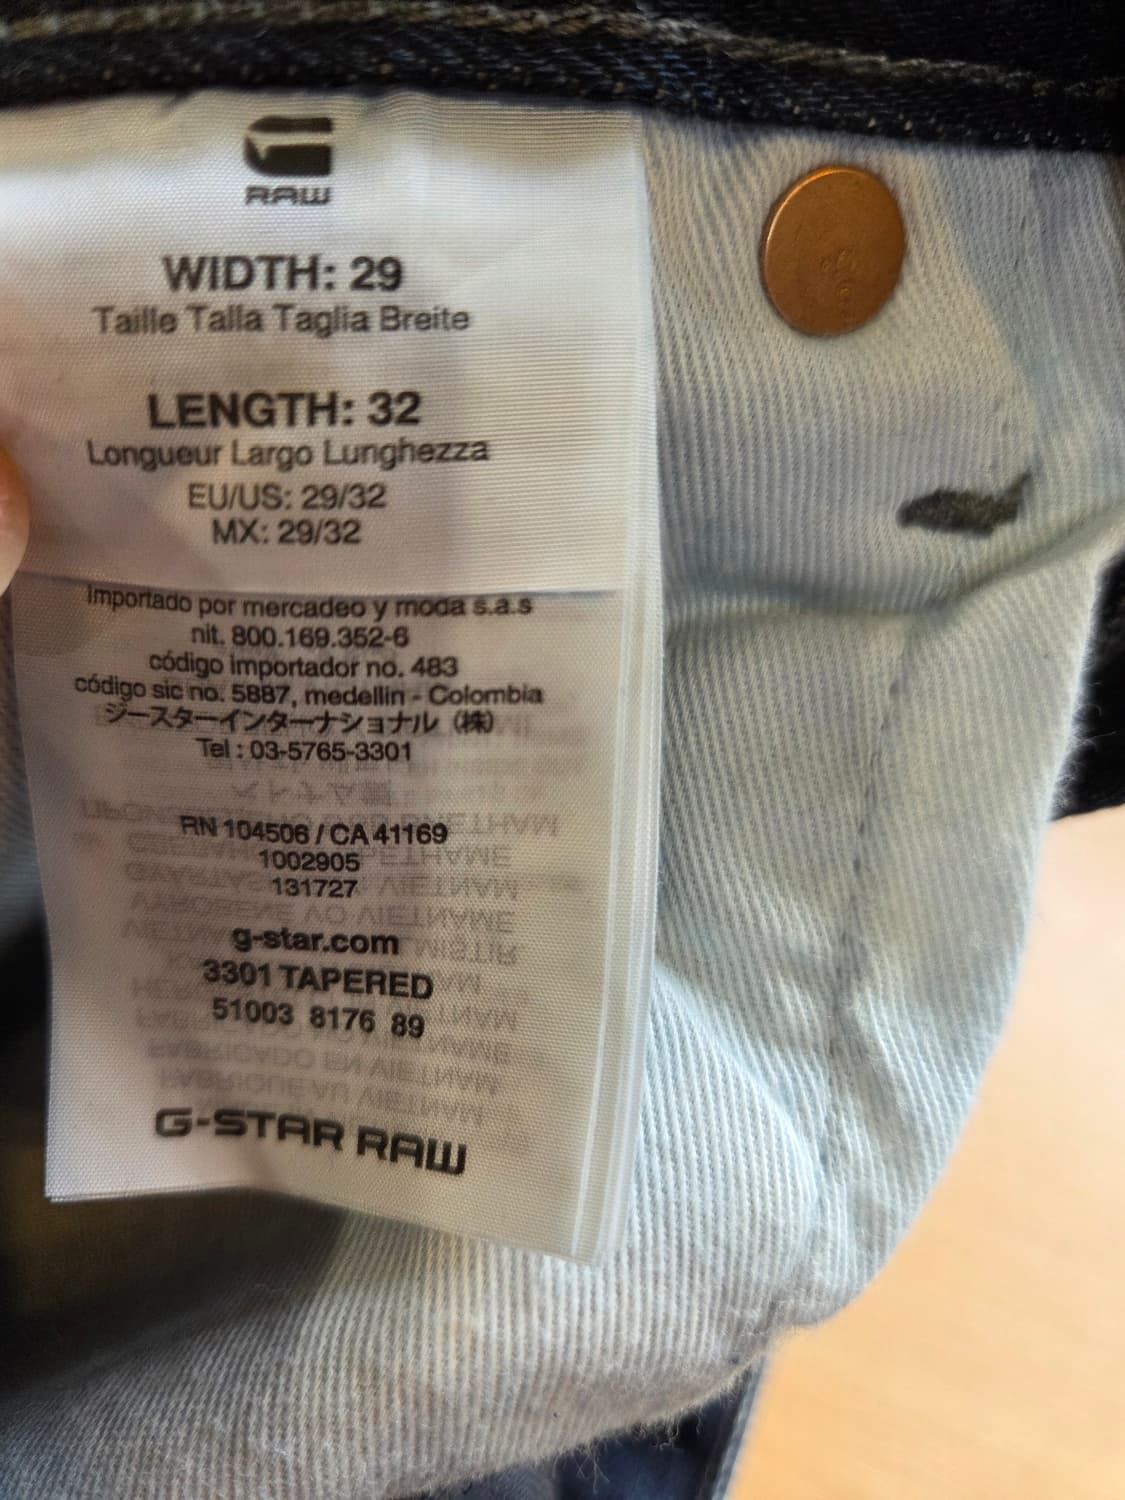 RAW
WIDTH: 29
Taille Talla Taglia Breite
LENGTH: 32
Longueur Largo Lunghezza
EU/US: 29/32
MX: 29/32
Importado por mercadeo y moda s.a.s
nit. 800.169.352-6
código importador no. 483
código sic no. 5887, medellin - Colombia
ジースターインターナショナル（株）
Tel : 03-5765-3301
RN 104506 / CA 41169
1002905
131727
g-star.com
3301 TAPERED
51003 8176 89
G-STAR RAW